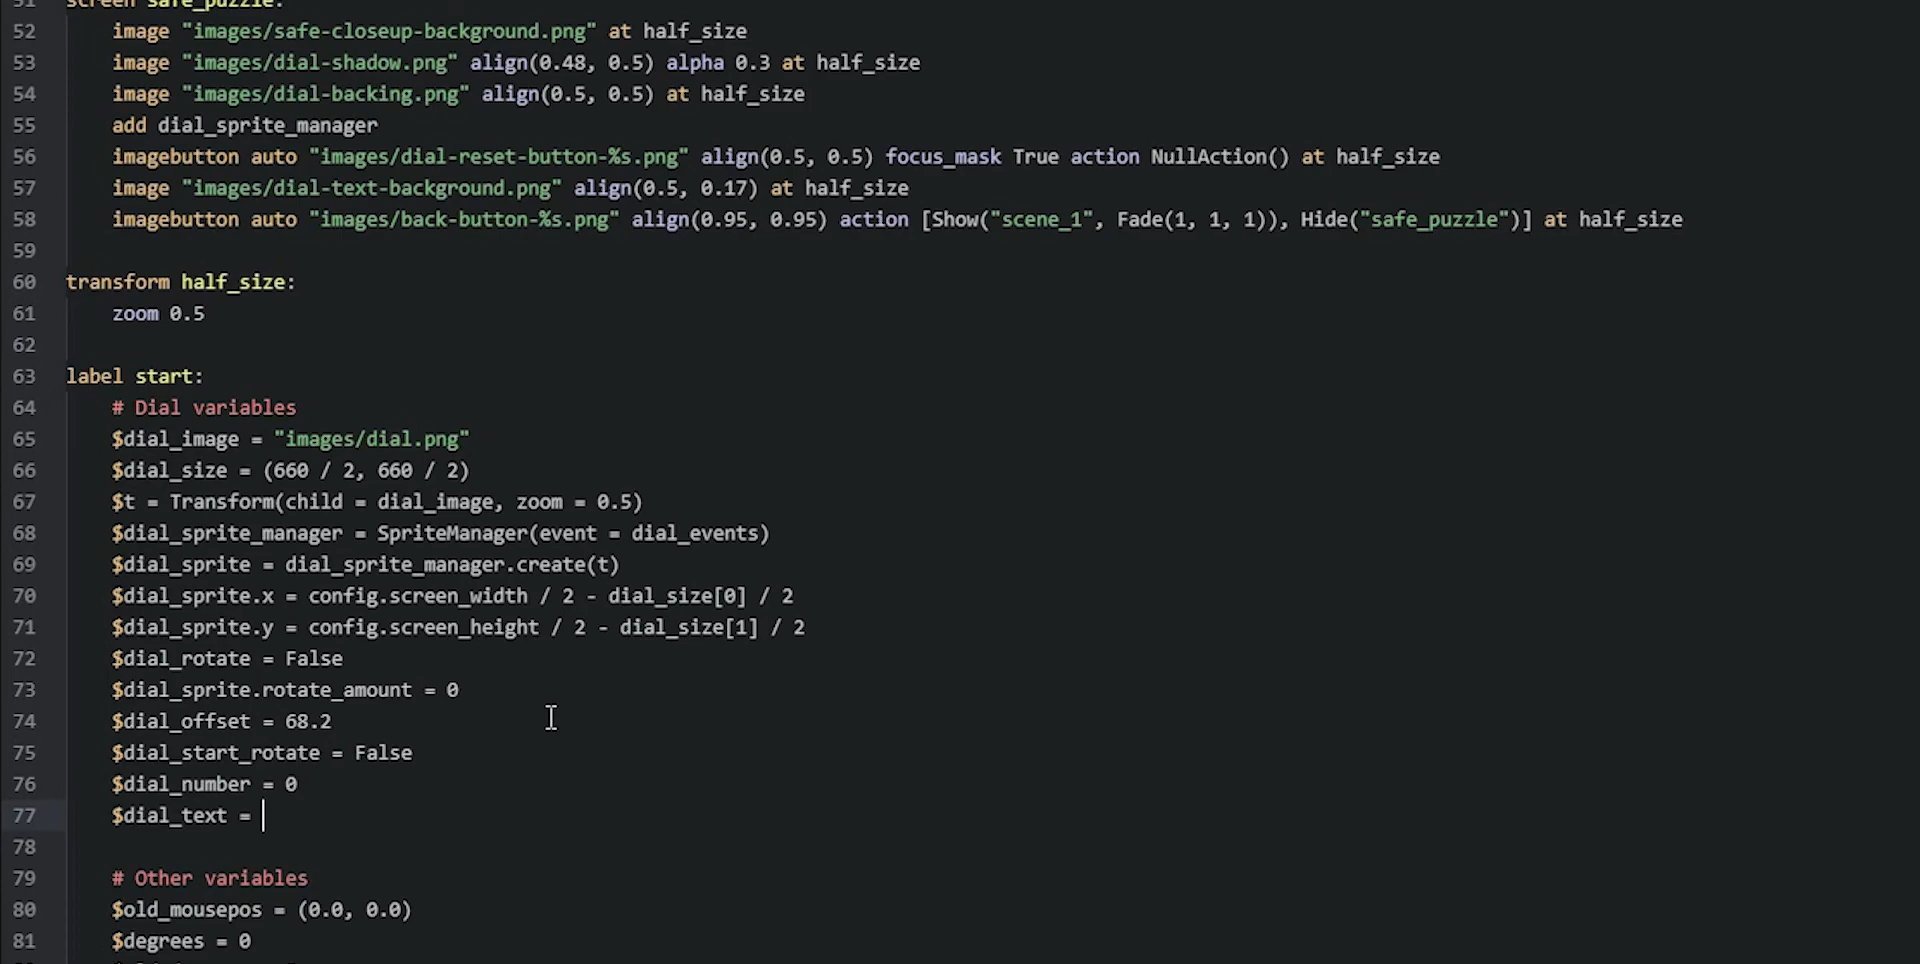 51 screen safe_puzzle:
52 image "images/safe-closeup-background.png" at half_size
53 image "images/dial-shadow.png" align(0.48, 0.5) alpha 0.3 at half_size
54 image "images/dial-backing.png" align(0.5, 0.5) at half_size
55 add dial_sprite_manager
56 imagebutton auto "images/dial-reset-button-%s.png" align(0.5, 0.5) focus_mask True action NullAction() at half_size
57 image "images/dial-text-background.png" align(0.5, 0.17) at half_size
58 imagebutton auto "images/back-button-%s.png" align(0.95, 0.95) action [Show("scene_1", Fade(1, 1, 1)), Hide("safe_puzzle")] at half_size
59
60 transform half_size:
61 zoom 0.5
62
63 label start:
64 # Dial variables
65 $dial_image = "images/dial.png"
66 $dial_size = (660 / 2, 660 / 2)
67 $t = Transform(child = dial_image, zoom = 0.5)
68 $dial_sprite_manager = SpriteManager(event = dial_events)
69 $dial_sprite = dial_sprite_manager.create(t)
70 $dial_sprite.x = config.screen_width / 2 - dial_size[0] / 2
71 $dial_sprite.y = config.screen_height / 2 - dial_size[1] / 2
72 $dial_rotate = False
73 $dial_sprite.rotate_amount = 0
74 $dial_offset = 68.2
75 $dial_start_rotate = False
76 $dial_number = 0
77 $dial_text =
78
79 # Other variables
80 $old_mousepos = (0.0, 0.0)
81 $degrees = 0